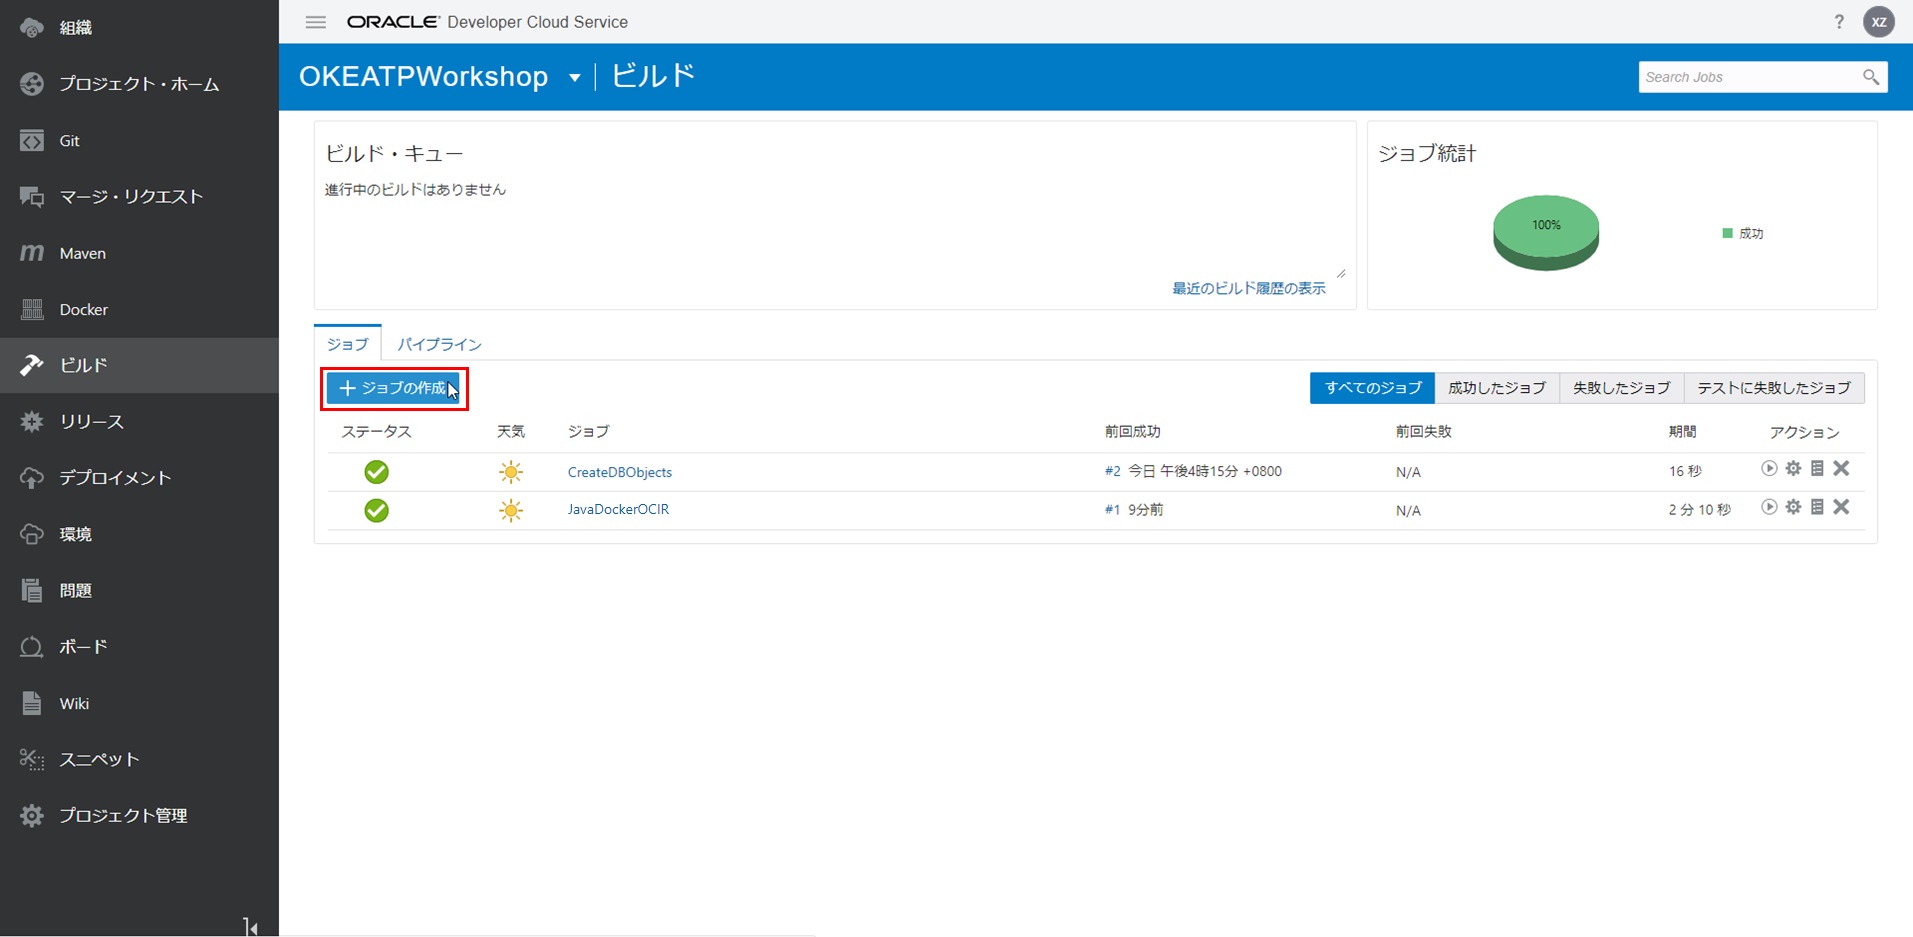 組織
プロジェクト・ホーム
Git
マージ・リクエスト
Maven
Docker
ビルド
リリース
デプロイメント
環境
問題
ボード
Wiki
スニペット
プロジェクト管理
ORACLE Developer Cloud Service
? XZ
OKEATPWorkshop ビルド
Search Jobs
ビルド・キュー
進行中のビルドはありません
最近のビルド履歴の表示
ジョブ統計
100%
成功
ジョブ パイプライン
ジョブの作成
すべてのジョブ 成功したジョブ 失敗したジョブ テストに失敗したジョブ
ステータス 天気 ジョブ 前回成功 前回失敗 期間 アクション
CreateDBObjects #2 今日 午後4時15分 +0800 N/A 16 秒
JavaDockerOCIR #1 9分前 N/A 2 分 10 秒